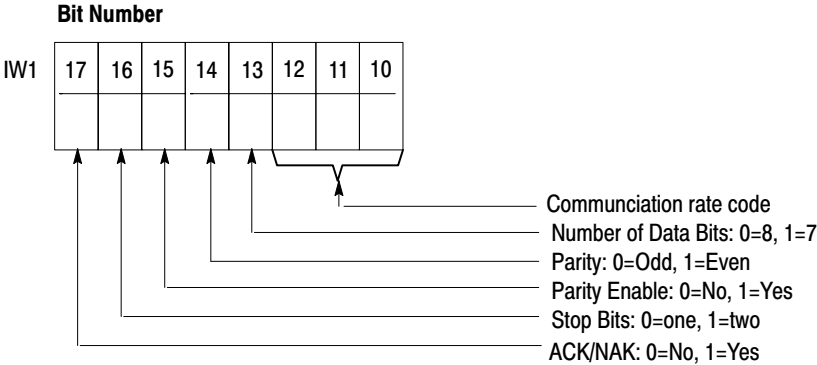 Bit Number
IW1 17 16 15 14 13 12 11 10
Communciation rate code
Number of Data Bits: 0=8, 1=7
Parity: 0=Odd, 1=Even
Parity Enable: 0=No, 1=Yes
Stop Bits: 0=one, 1=two
ACK/NAK: 0=No, 1=Yes